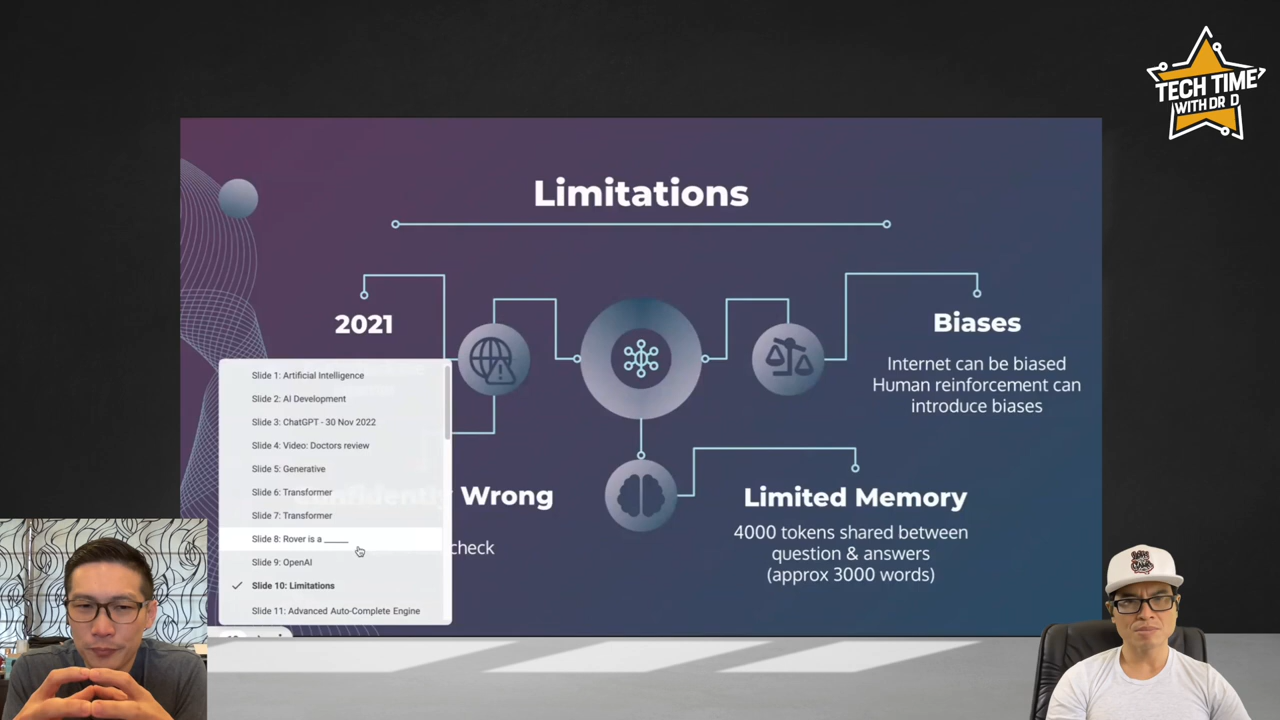 TECH TIME
WITH DR D
Limitations
2021
Biases
Internet can be biased
Human reinforcement can
introduce biases
Slide 1: Artificial Intelligence
Slide 2: AI Development
Slide 3: ChatGPT - 30 Nov 2022
Slide 4: Video: Doctors review
Slide 5: Generative
Slide 6: Transformer
Slide 7: Transformer
Slide 8: Rover is a _____
Slide 9: OpenAI
Slide 10: Limitations
Slide 11: Advanced Auto-Complete Engine
Confidently Wrong
check
Limited Memory
4000 tokens shared between
question & answers
(approx 3000 words)